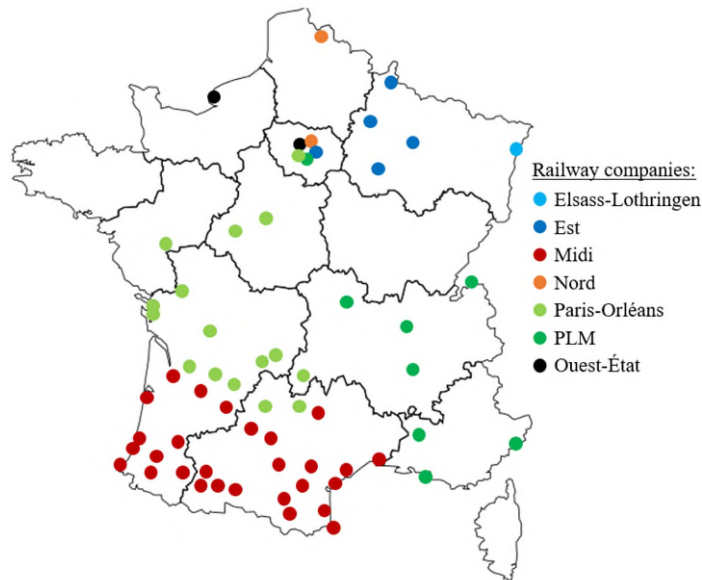 Railway companies:
Elsass-Lothringen
Est
Midi
Nord
Paris-Orléans
PLM
Ouest-État